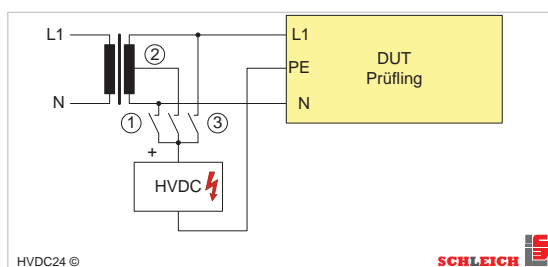 L1
N
②
①
③
+
HVDC
L1
PE
N
DUT
Prüfling
HVDC24 ©
SCHLEICH